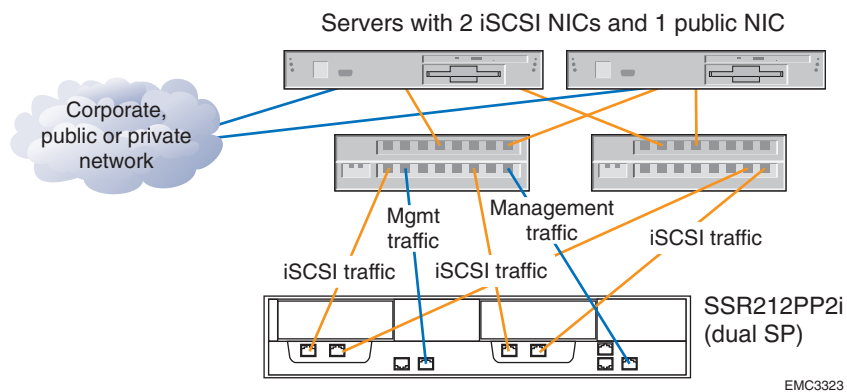 Servers with 2 iSCSI NICs and 1 public NIC
Corporate,
public or private
network
Mgmt
traffic
Management
traffic
iSCSI traffic
iSCSI traffic
iSCSI traffic
SSR212PP2i
(dual SP)
EMC3323